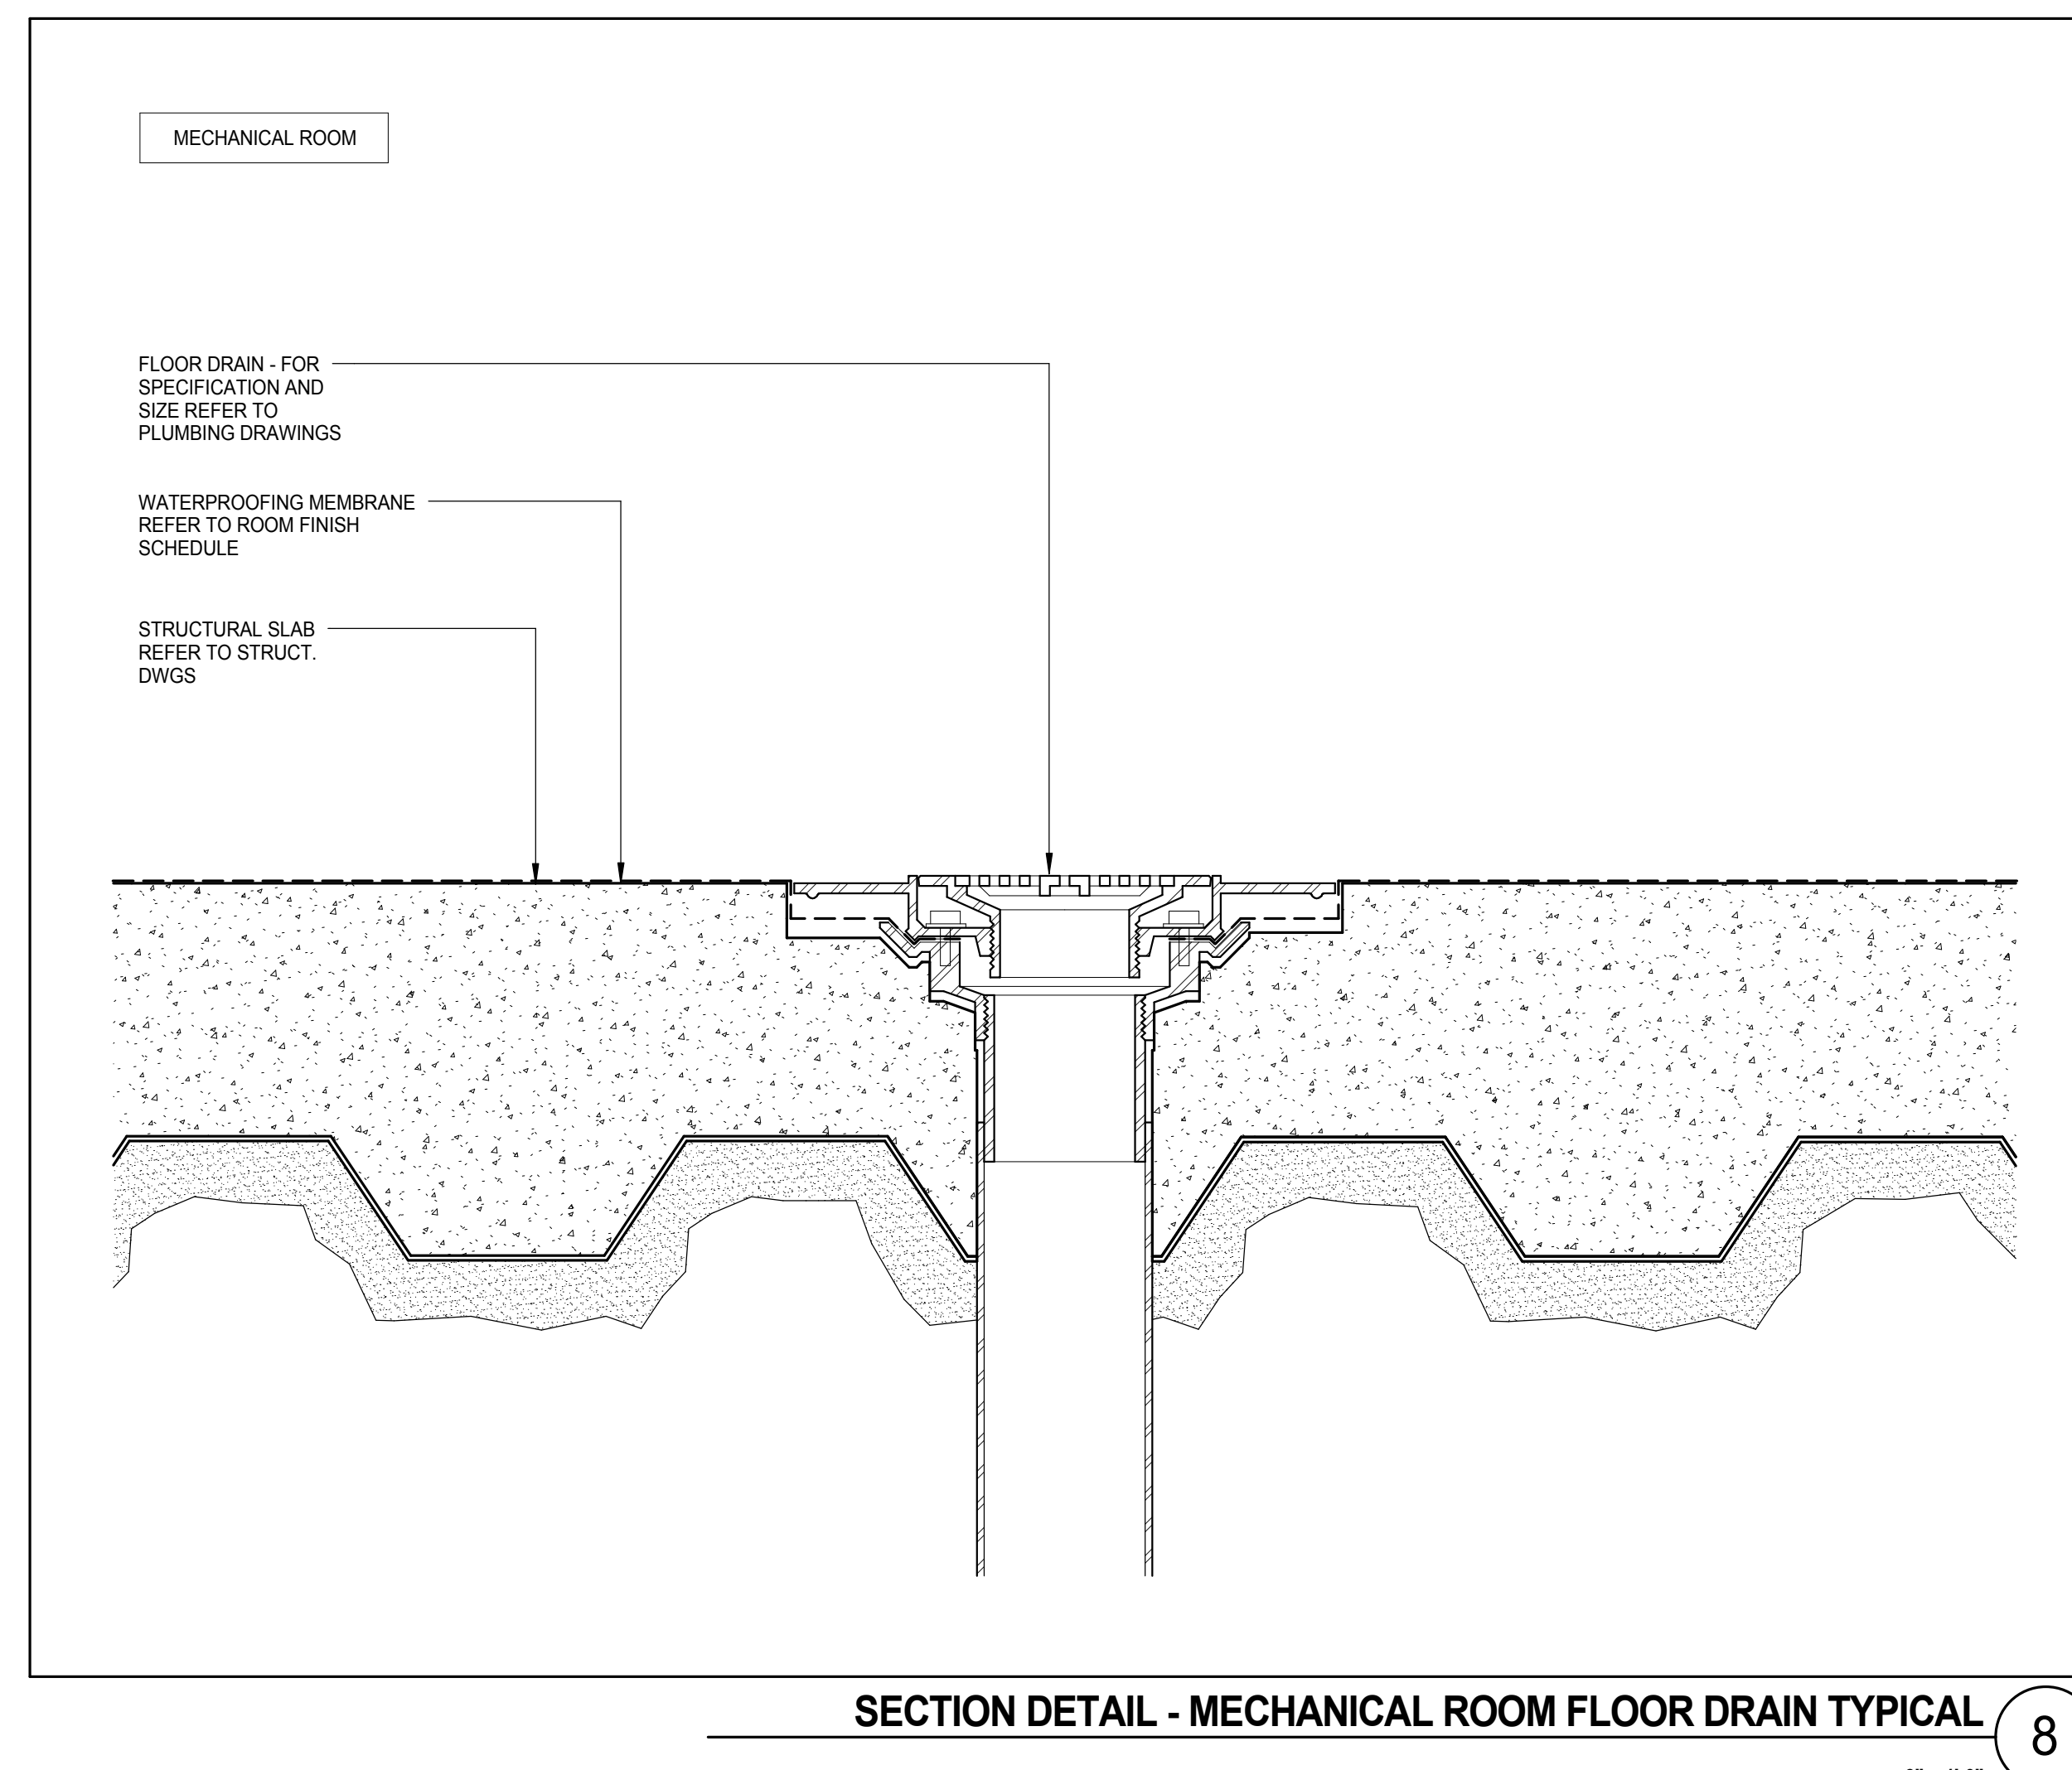 MECHANICAL ROOM
FLOOR DRAIN - FOR
SPECIFICATION AND
SIZE REFER TO
PLUMBING DRAWINGS
WATERPROOFING MEMBRANE
REFER TO ROOM FINISH
SCHEDULE
STRUCTURAL SLAB
REFER TO STRUCT.
DWGS
SECTION DETAIL - MECHANICAL ROOM FLOOR DRAIN TYPICAL
8